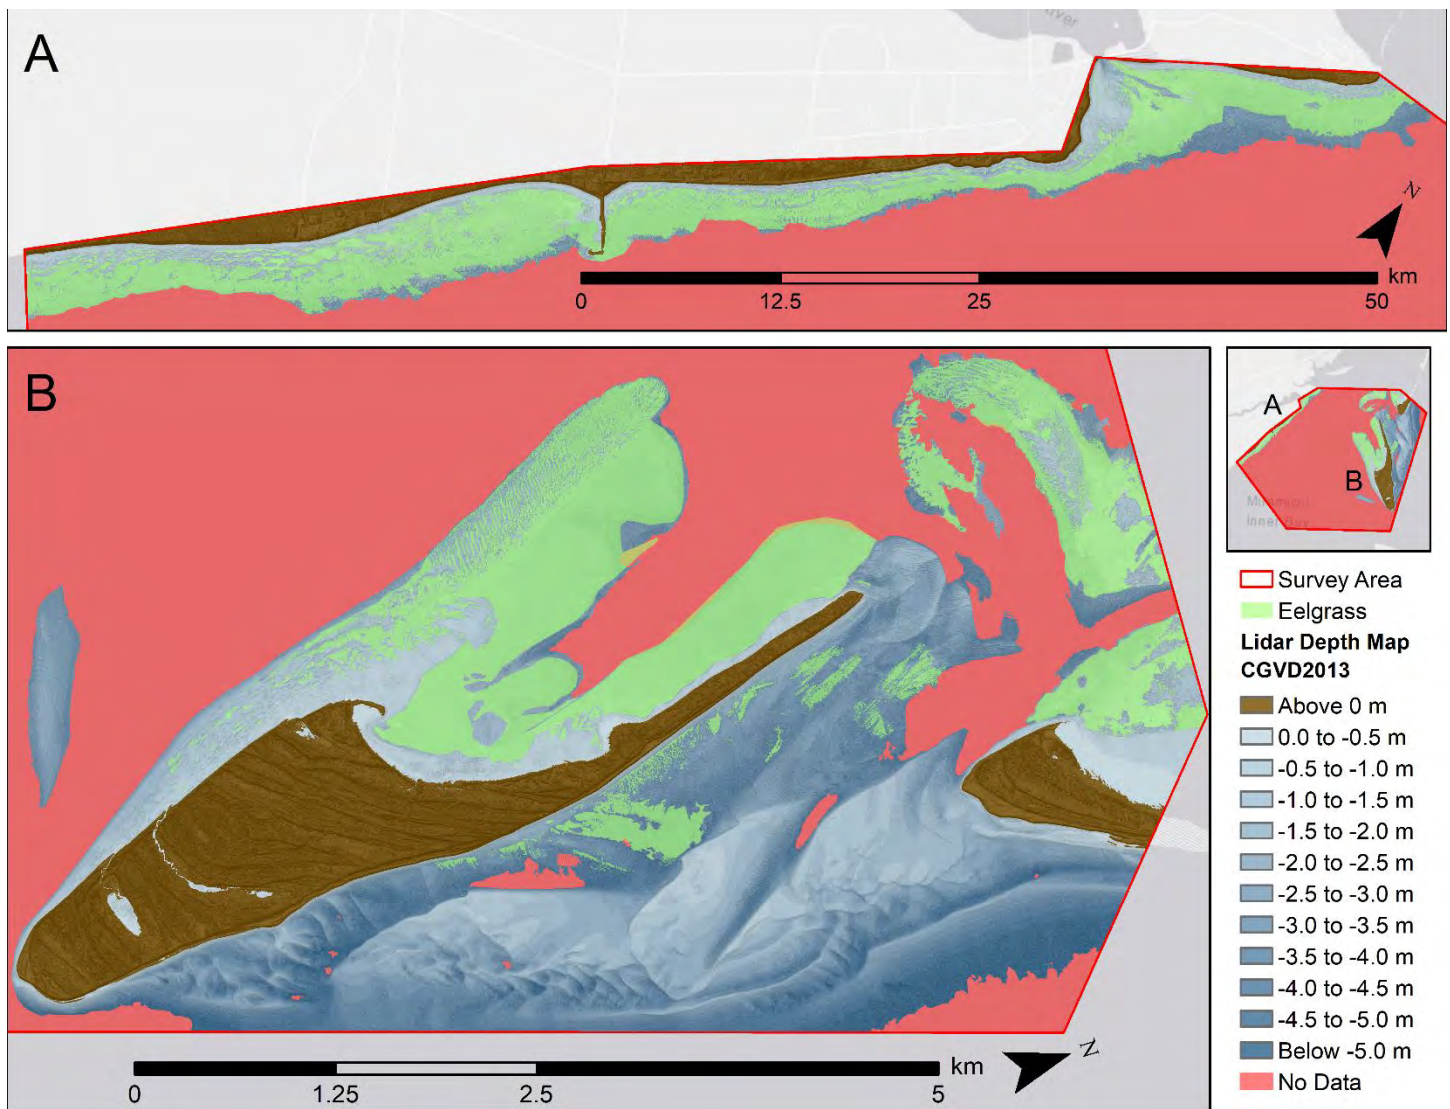 A
River
N
km
0 12.5 25 50
B
N
km
0 1.25 2.5 5
A
B
Inner Bay
Survey Area
Eelgrass
Lidar Depth Map
CGVD2013
Above 0 m
0.0 to -0.5 m
-0.5 to -1.0 m
-1.0 to -1.5 m
-1.5 to -2.0 m
-2.0 to -2.5 m
-2.5 to -3.0 m
-3.0 to -3.5 m
-3.5 to -4.0 m
-4.0 to -4.5 m
-4.5 to -5.0 m
Below -5.0 m
No Data